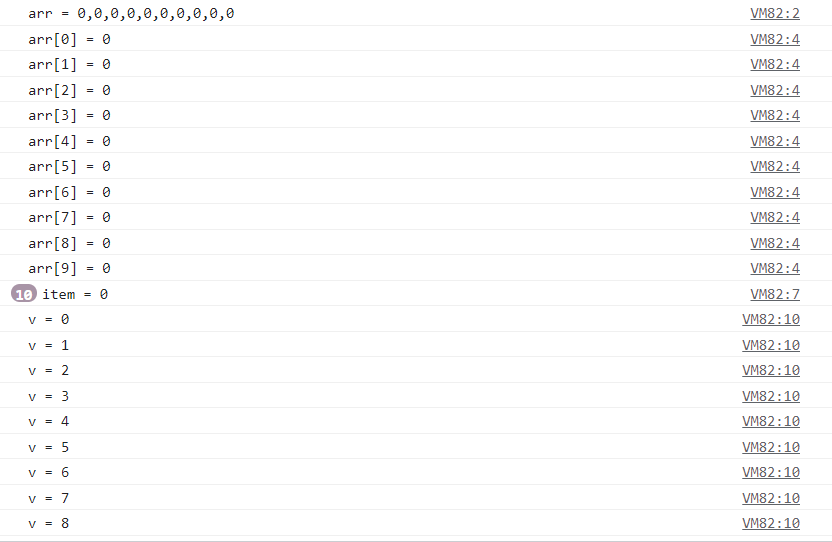 arr = 0,0,0,0,0,0,0,0,0,0 VM82:2
arr[0] = 0 VM82:4
arr[1] = 0 VM82:4
arr[2] = 0 VM82:4
arr[3] = 0 VM82:4
arr[4] = 0 VM82:4
arr[5] = 0 VM82:4
arr[6] = 0 VM82:4
arr[7] = 0 VM82:4
arr[8] = 0 VM82:4
arr[9] = 0 VM82:4
10 item = 0 VM82:7
v = 0 VM82:10
v = 1 VM82:10
v = 2 VM82:10
v = 3 VM82:10
v = 4 VM82:10
v = 5 VM82:10
v = 6 VM82:10
v = 7 VM82:10
v = 8 VM82:10